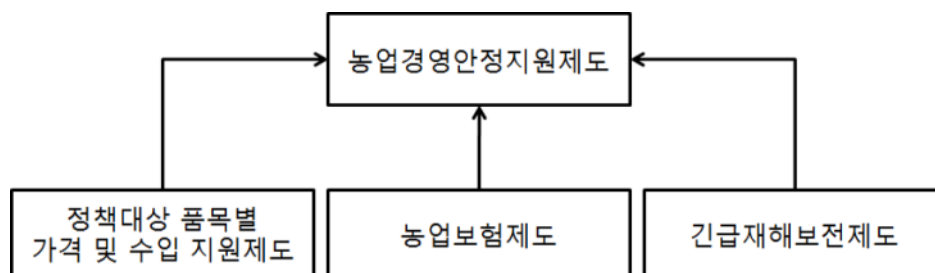 농업경영안정지원제도
정책대상 품목별
가격 및 수입 지원제도
농업보험제도
긴급재해보전제도